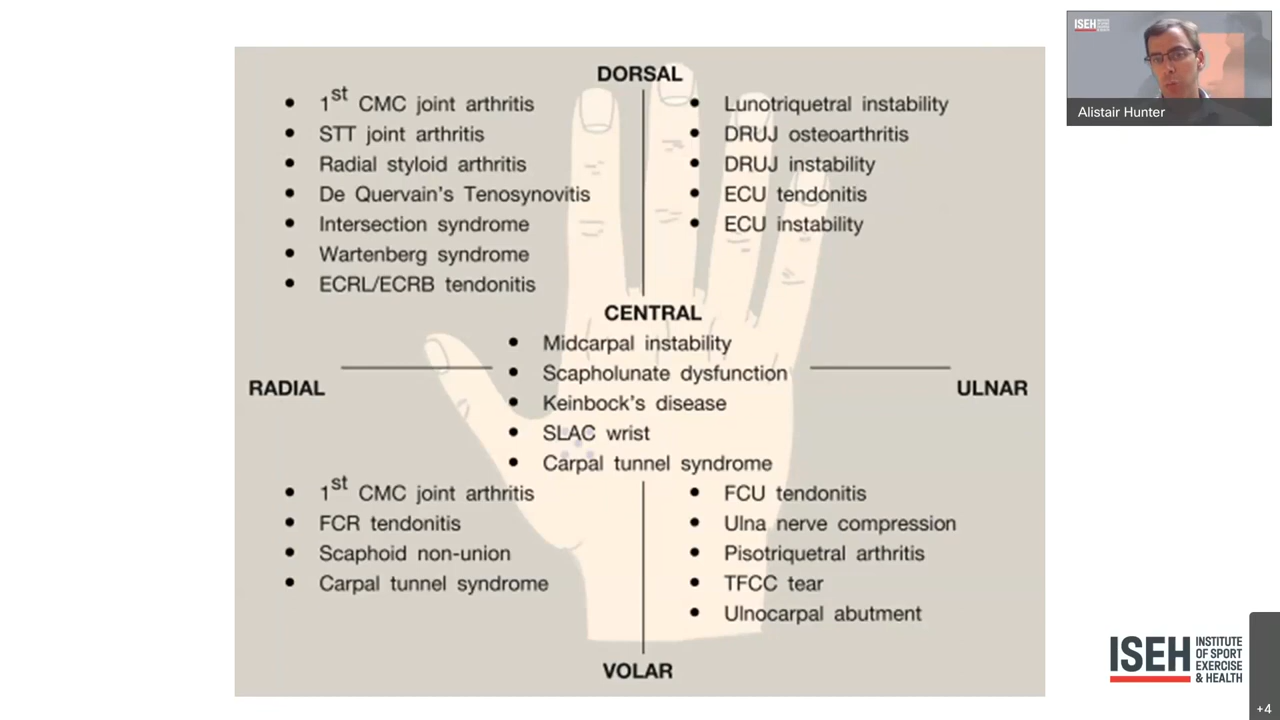 DORSAL
1st CMC joint arthritis
STT joint arthritis
Radial styloid arthritis
De Quervain's Tenosynovitis
Intersection syndrome
Wartenberg syndrome
ECRL/ECRB tendonitis
Lunotriquetral instability
DRUJ osteoarthritis
DRUJ instability
ECU tendonitis
ECU instability
CENTRAL
Midcarpal instability
Scapholunate dysfunction
Keinbock's disease
SLAC wrist
Carpal tunnel syndrome
RADIAL
ULNAR
1st CMC joint arthritis
FCR tendonitis
Scaphoid non-union
Carpal tunnel syndrome
FCU tendonitis
Ulna nerve compression
Pisotriquetral arthritis
TFCC tear
Ulnocarpal abutment
VOLAR
ISEH
Alistair Hunter
ISEH
INSTITUTE
OF SPORT
EXERCISE
& HEALTH
+4